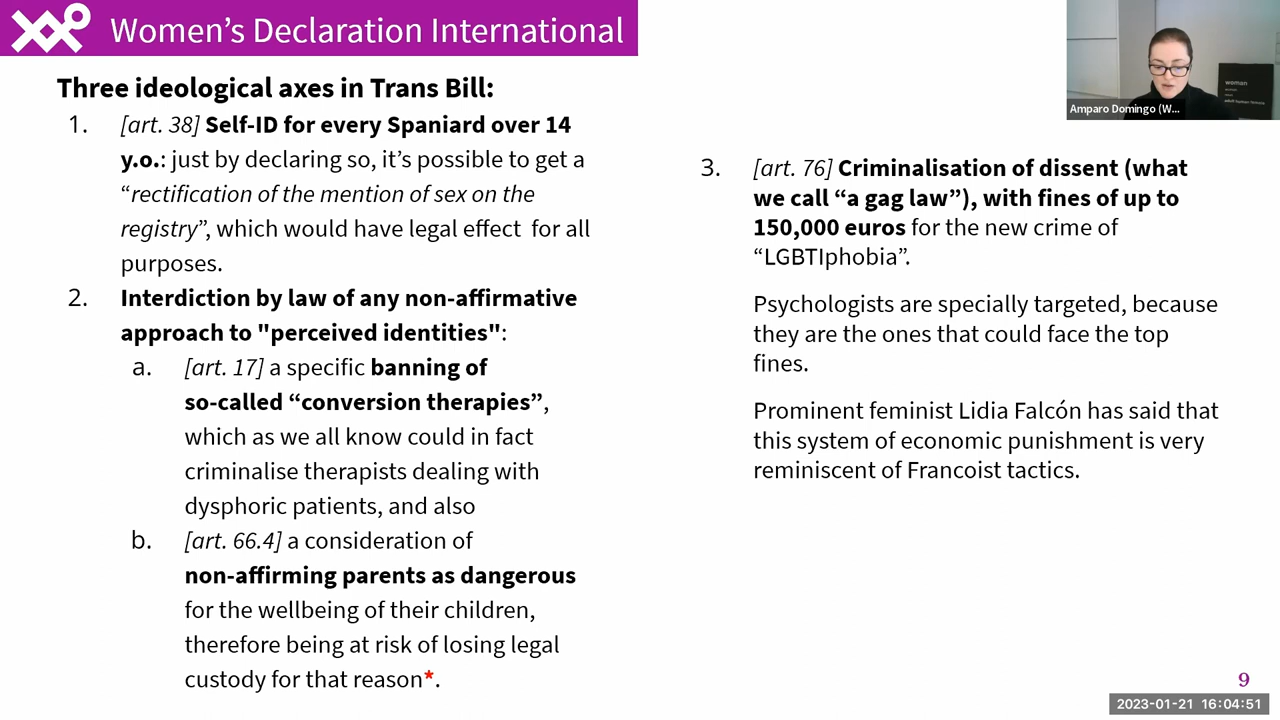 Women’s Declaration International
Three ideological axes in Trans Bill:
1. [art. 38] Self-ID for every Spaniard over 14
y.o.: just by declaring so, it’s possible to get a
“rectification of the mention of sex on the
registry”, which would have legal effect for all
purposes.
2. Interdiction by law of any non-affirmative
approach to "perceived identities":
a. [art. 17] a specific banning of
so-called “conversion therapies”,
which as we all know could in fact
criminalise therapists dealing with
dysphoric patients, and also
b. [art. 66.4] a consideration of
non-affirming parents as dangerous
for the wellbeing of their children,
therefore being at risk of losing legal
custody for that reason*.
3. [art. 76] Criminalisation of dissent (what
we call “a gag law”), with fines of up to
150,000 euros for the new crime of
“LGBTIphobia”.
Psychologists are specially targeted, because
they are the ones that could face the top
fines.
Prominent feminist Lidia Falcón has said that
this system of economic punishment is very
reminiscent of Francoist tactics.
woman
Amparo Domingo (W...
9
2023-01-21 16:04:51